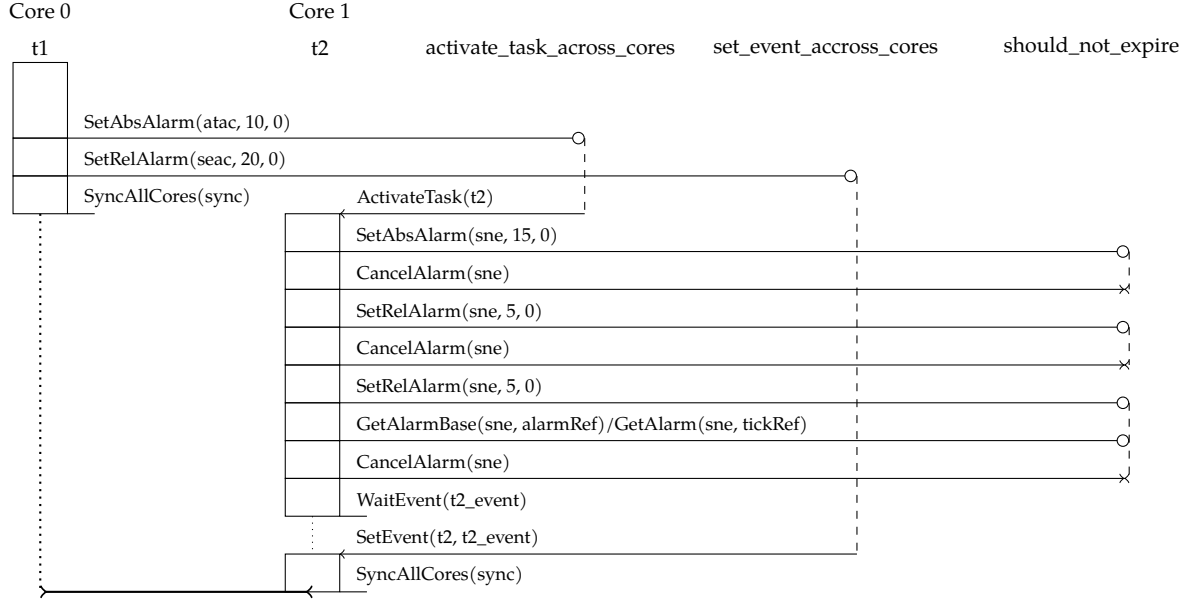 Core 0 Core 1
t1 t2 activate_task_across_cores set_event_accross_cores should_not_expire
SetAbsAlarm(atac, 10, 0)
SetRelAlarm(seac, 20, 0)
SyncAllCores(sync) ActivateTask(t2)
SetAbsAlarm(sne, 15, 0)
CancelAlarm(sne)
SetRelAlarm(sne, 5, 0)
CancelAlarm(sne)
SetRelAlarm(sne, 5, 0)
GetAlarmBase(sne, alarmRef)/GetAlarm(sne, tickRef)
CancelAlarm(sne)
WaitEvent(t2_event)
SetEvent(t2, t2_event)
SyncAllCores(sync)